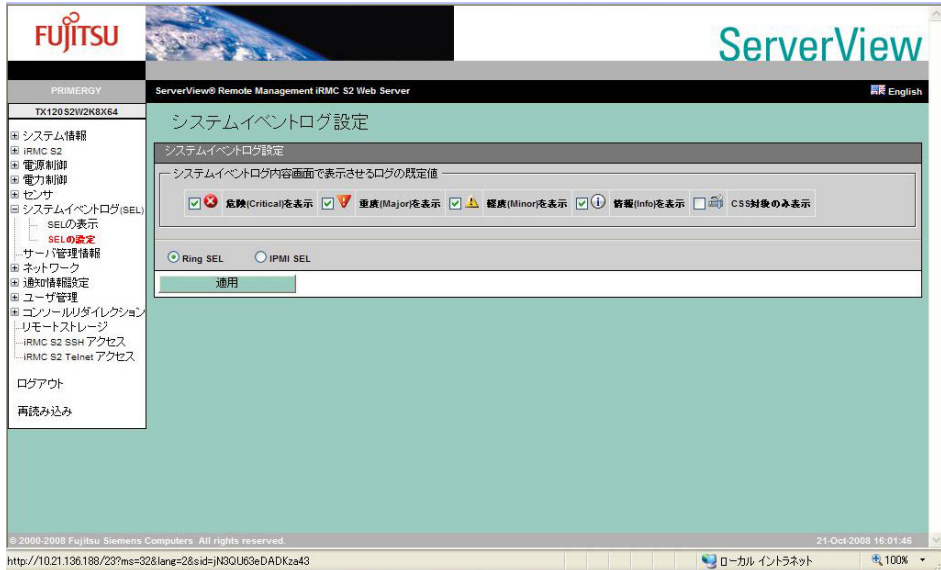 FUJITSU
ServerView
PRIMERGY
ServerView® Remote Management iRMC S2 Web Server
English
TX120S2W2K8X64
システム情報
iRMC S2
電源制御
電力制御
センサ
システムイベントログ(SEL)
SELの表示
SELの設定
サーバ管理情報
ネットワーク
通知情報設定
ユーザ管理
コンソールリダイレクション
リモートストレージ
iRMC S2 SSH アクセス
iRMC S2 Telnet アクセス
ログアウト
再読み込み
システムイベントログ設定
システムイベントログ設定
システムイベントログ内容画面で表示させるログの既定値
危険(Critical)を表示 重度(Major)を表示 軽度(Minor)を表示 情報(Info)を表示 CSS対象のみ表示
Ring SEL IPMI SEL
適用
© 2000-2008 Fujitsu Siemens Computers All rights reserved.
21-Oct-2008 16:01:46
http://10.21.136.188/23?ms=32&lang=2&sid=jN3QU63eDADKza43
ローカル イントラネット
100%